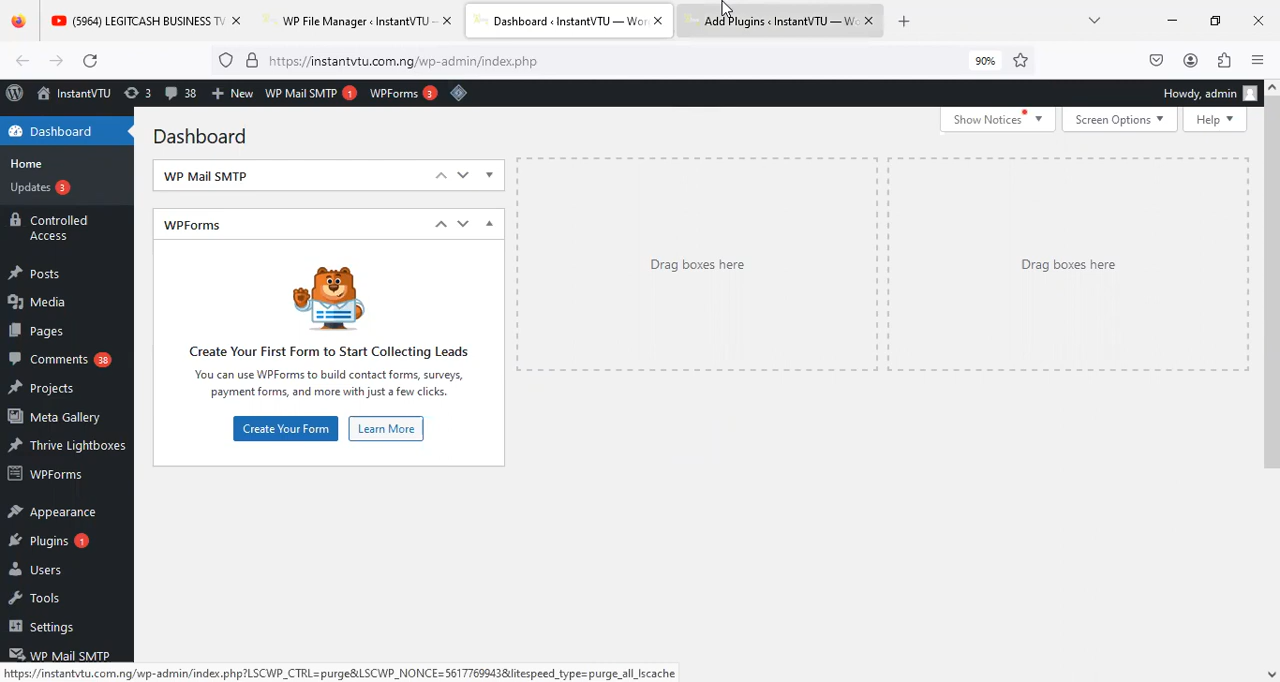 (5964) LEGITCASH BUSINESS TV
WP File Manager ‹ InstantVTU —
Dashboard ‹ InstantVTU — Wor
Add Plugins ‹ InstantVTU — Wo
https://instantvtu.com.ng/wp-admin/index.php
90%
InstantVTU
3
38
New
WP Mail SMTP 1
WPForms 3
Howdy, admin
Dashboard
Home
Updates 3
Controlled
Access
Posts
Media
Pages
Comments 38
Projects
Meta Gallery
Thrive Lightboxes
WPForms
Appearance
Plugins 1
Users
Tools
Settings
WP Mail SMTP
Show Notices
Screen Options
Help
Dashboard
WP Mail SMTP
WPForms
Create Your First Form to Start Collecting Leads
You can use WPForms to build contact forms, surveys,
payment forms, and more with just a few clicks.
Create Your Form
Learn More
Drag boxes here
Drag boxes here
https://instantvtu.com.ng/wp-admin/index.php?LSCWP_CTRL=purge&LSCWP_NONCE=5617769943&litespeed_type=purge_all_lscache